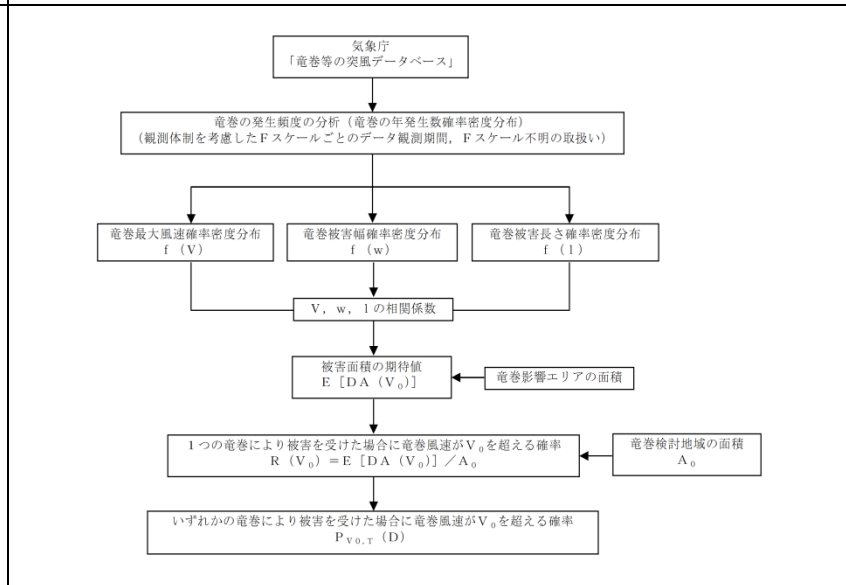 気象庁
「竜巻等の突風データベース」
竜巻の発生頻度の分析（竜巻の年発生数確率密度分布）
（観測体制を考慮したＦスケールごとのデータ観測期間，Ｆスケール不明の取扱い）
竜巻最大風速確率密度分布
ｆ（Ｖ）
竜巻被害幅確率密度分布
ｆ（ｗ）
竜巻被害長さ確率密度分布
ｆ（ｌ）
Ｖ，ｗ，ｌの相関係数
被害面積の期待値
Ｅ［ＤＡ（Ｖ₀）］
竜巻影響エリアの面積
１つの竜巻により被害を受けた場合に竜巻風速がＶ₀を超える確率
Ｒ（Ｖ₀）＝Ｅ［ＤＡ（Ｖ₀）］／Ａ₀
竜巻検討地域の面積
Ａ₀
いずれかの竜巻により被害を受けた場合に竜巻風速がＶ₀を超える確率
Ｐ_V0,T（Ｄ）